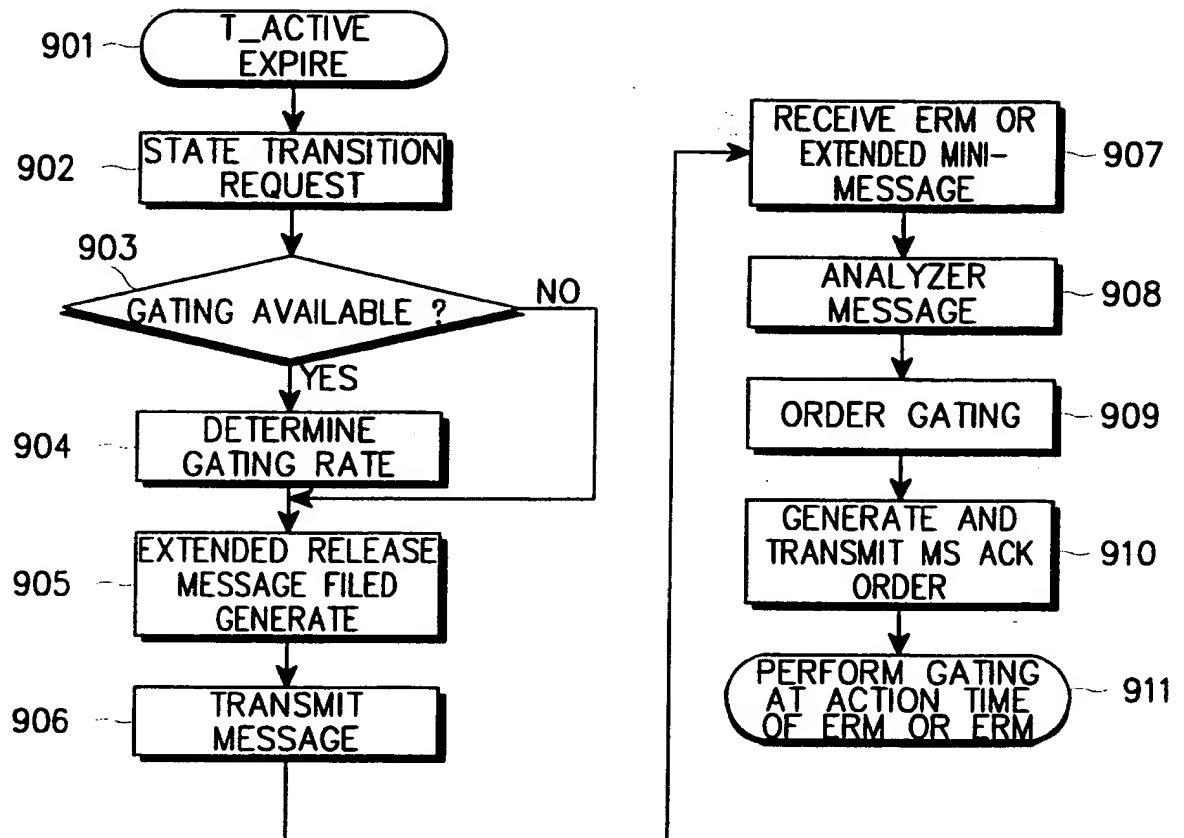 901
T_ACTIVE
EXPIRE
902
STATE TRANSITION
REQUEST
903
GATING AVAILABLE ?
NO
YES
904
DETERMINE
GATING RATE
905
EXTENDED RELEASE
MESSAGE FILED
GENERATE
906
TRANSMIT
MESSAGE
RECEIVE ERM OR
EXTENDED MINI-
MESSAGE
907
ANALYZER
MESSAGE
908
ORDER GATING
909
GENERATE AND
TRANSMIT MS ACK
ORDER
910
PERFORM GATING
AT ACTION TIME
OF ERM OR ERM
911